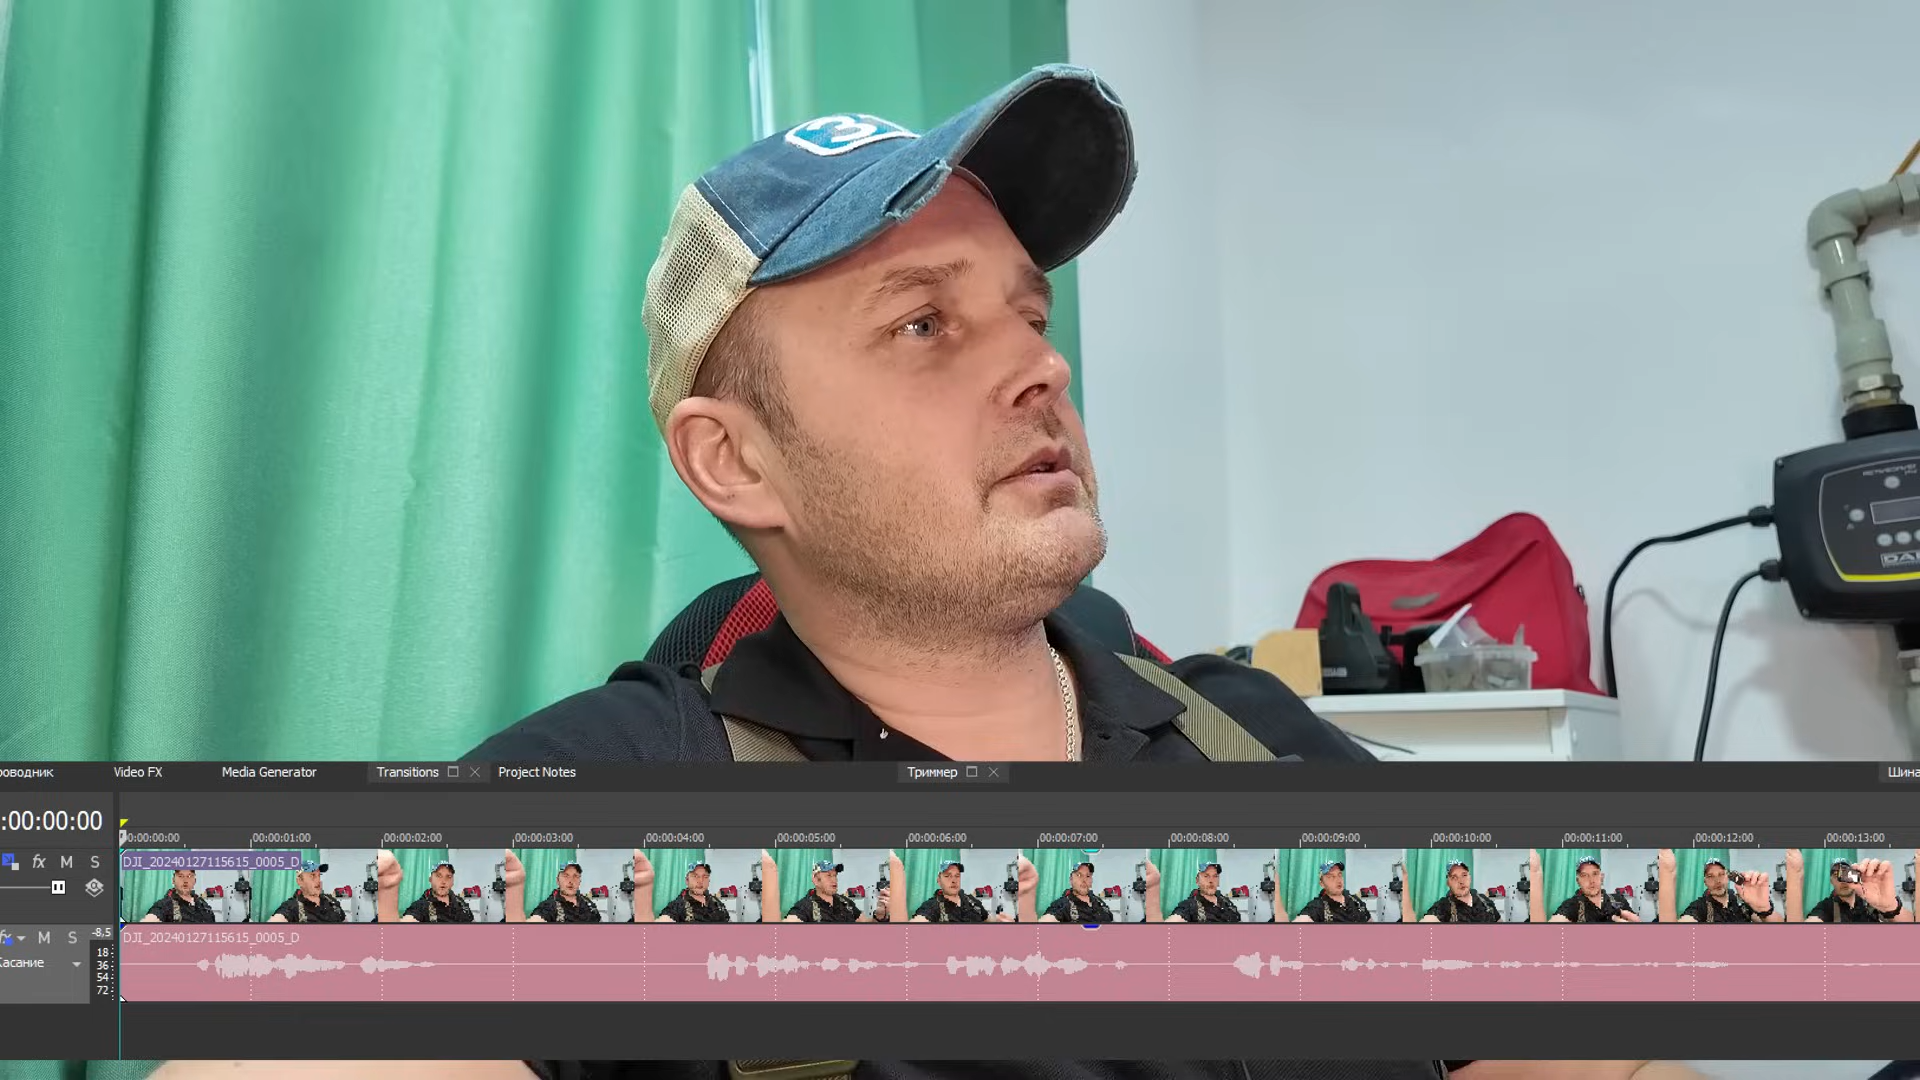 3
DA
роводник Video FX Media Generator Transitions Project Notes Триммер Шина
:00:00:00
00:00:00:00 00:00:01:00 00:00:02:00 00:00:03:00 00:00:04:00 00:00:05:00 00:00:06:00 00:00:07:00 00:00:08:00 00:00:09:00 00:00:10:00 00:00:11:00 00:00:12:00 00:00:13:00
fx M S
DJI_20240127115615_0005_D
fx M S
-8,5
DJI_20240127115615_0005_D
Касание
18
36
54
72